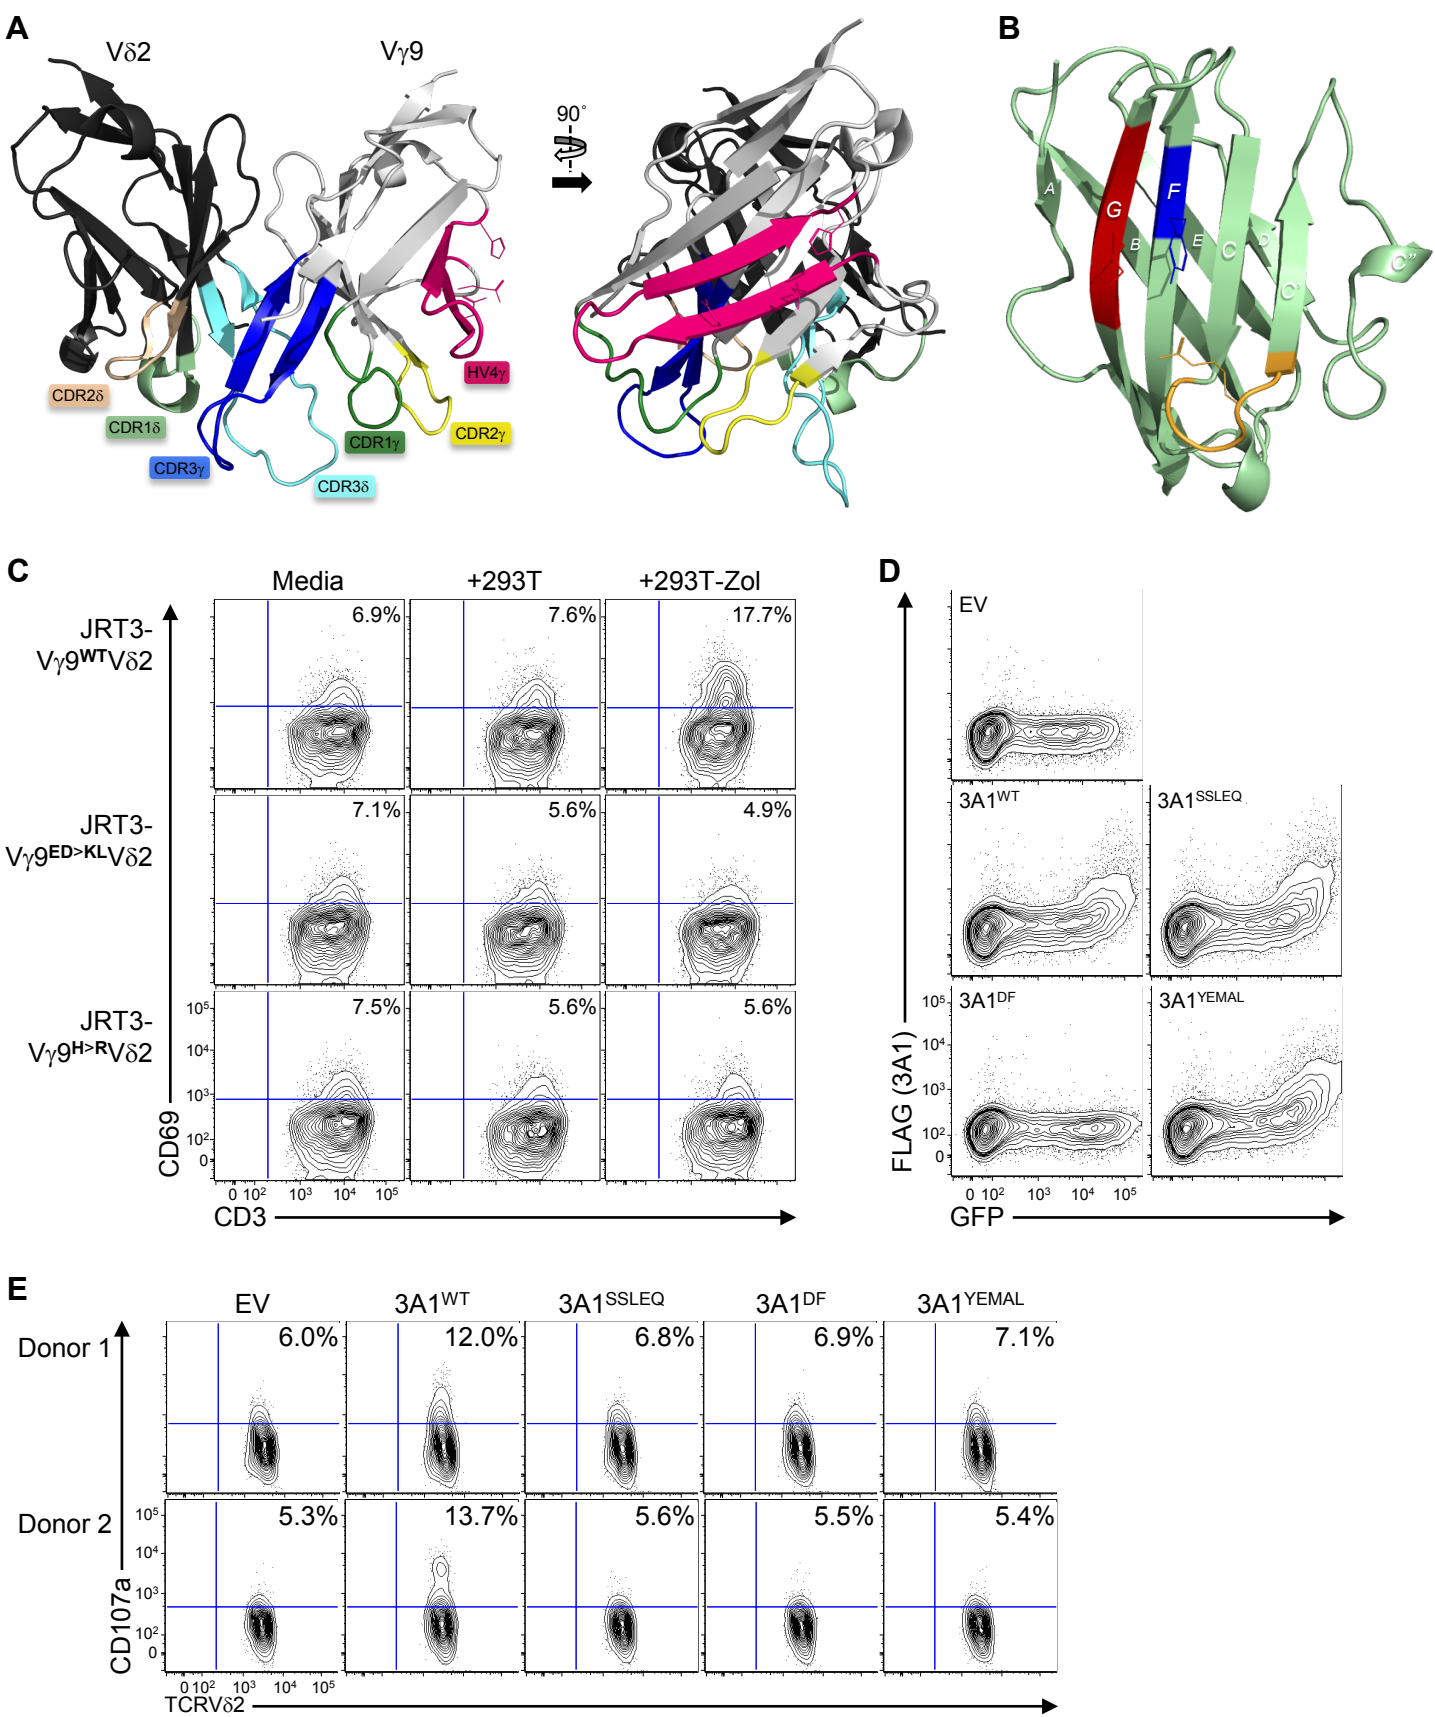 A
Vδ2
Vγ9
90°
CDR2δ
CDR1δ
CDR3γ
CDR3δ
CDR1γ
CDR2γ
HV4γ
B
A
G
F
B
E
C
D
C'
C''
C
Media
+293T
+293T-Zol
JRT3-
Vγ9WTVδ2
6.9%
7.6%
17.7%
JRT3-
Vγ9ED>KLVδ2
7.1%
5.6%
4.9%
JRT3-
Vγ9H>RVδ2
7.5%
5.6%
5.6%
10⁵
10⁴
10³
10²
0
CD69
0 10² 10³ 10⁴ 10⁵
CD3
D
EV
3A1WT
3A1SSLEQ
3A1DF
3A1YEMAL
10⁵
10⁴
10³
10²
0
FLAG (3A1)
0 10² 10³ 10⁴ 10⁵
GFP
E
EV
3A1WT
3A1SSLEQ
3A1DF
3A1YEMAL
Donor 1
6.0%
12.0%
6.8%
6.9%
7.1%
Donor 2
5.3%
13.7%
5.6%
5.5%
5.4%
10⁵
10⁴
10³
10²
0
CD107a
0 10² 10³ 10⁴ 10⁵
TCRVδ2